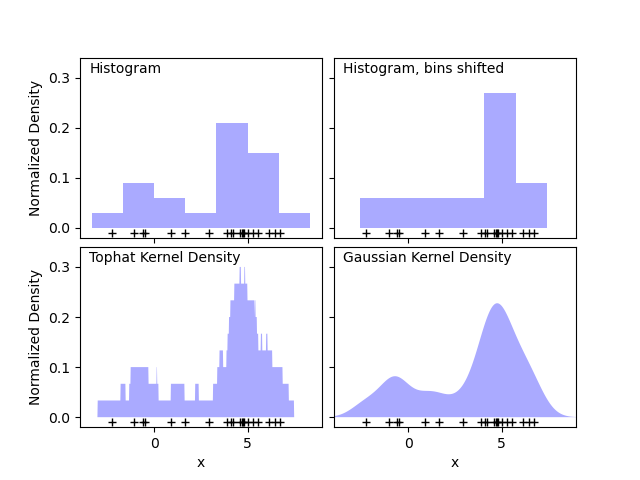 Histogram
Histogram, bins shifted
Normalized Density
0.3
0.2
0.1
0.0
Tophat Kernel Density
Gaussian Kernel Density
Normalized Density
0.3
0.2
0.1
0.0
0
5
0
5
x
x